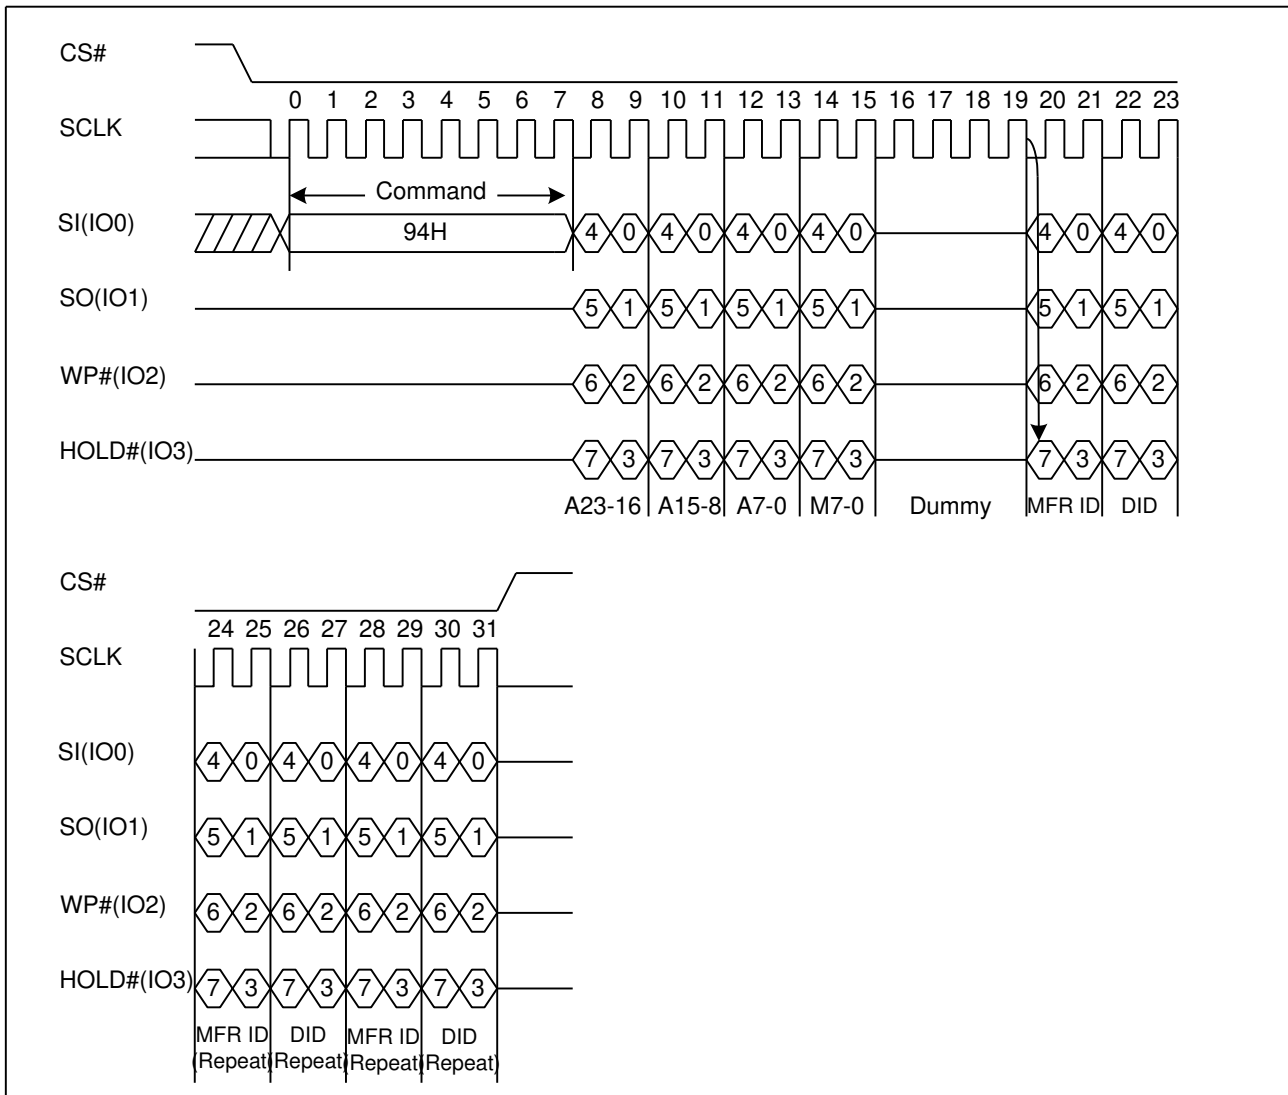 CS#
0 1 2 3 4 5 6 7 8 9 10 11 12 13 14 15 16 17 18 19 20 21 22 23
SCLK
Command
SI(IO0) 94H 4 0 4 0 4 0 4 0 4 0 4 0
SO(IO1) 5 1 5 1 5 1 5 1 5 1 5 1
WP#(IO2) 6 2 6 2 6 2 6 2 6 2 6 2
HOLD#(IO3) 7 3 7 3 7 3 7 3 7 3 7 3
A23-16 A15-8 A7-0 M7-0 Dummy MFR ID DID
CS#
24 25 26 27 28 29 30 31
SCLK
SI(IO0) 4 0 4 0 4 0 4 0
SO(IO1) 5 1 5 1 5 1 5 1
WP#(IO2) 6 2 6 2 6 2 6 2
HOLD#(IO3) 7 3 7 3 7 3 7 3
MFR ID DID MFR ID DID
(Repeat) (Repeat) (Repeat) (Repeat)